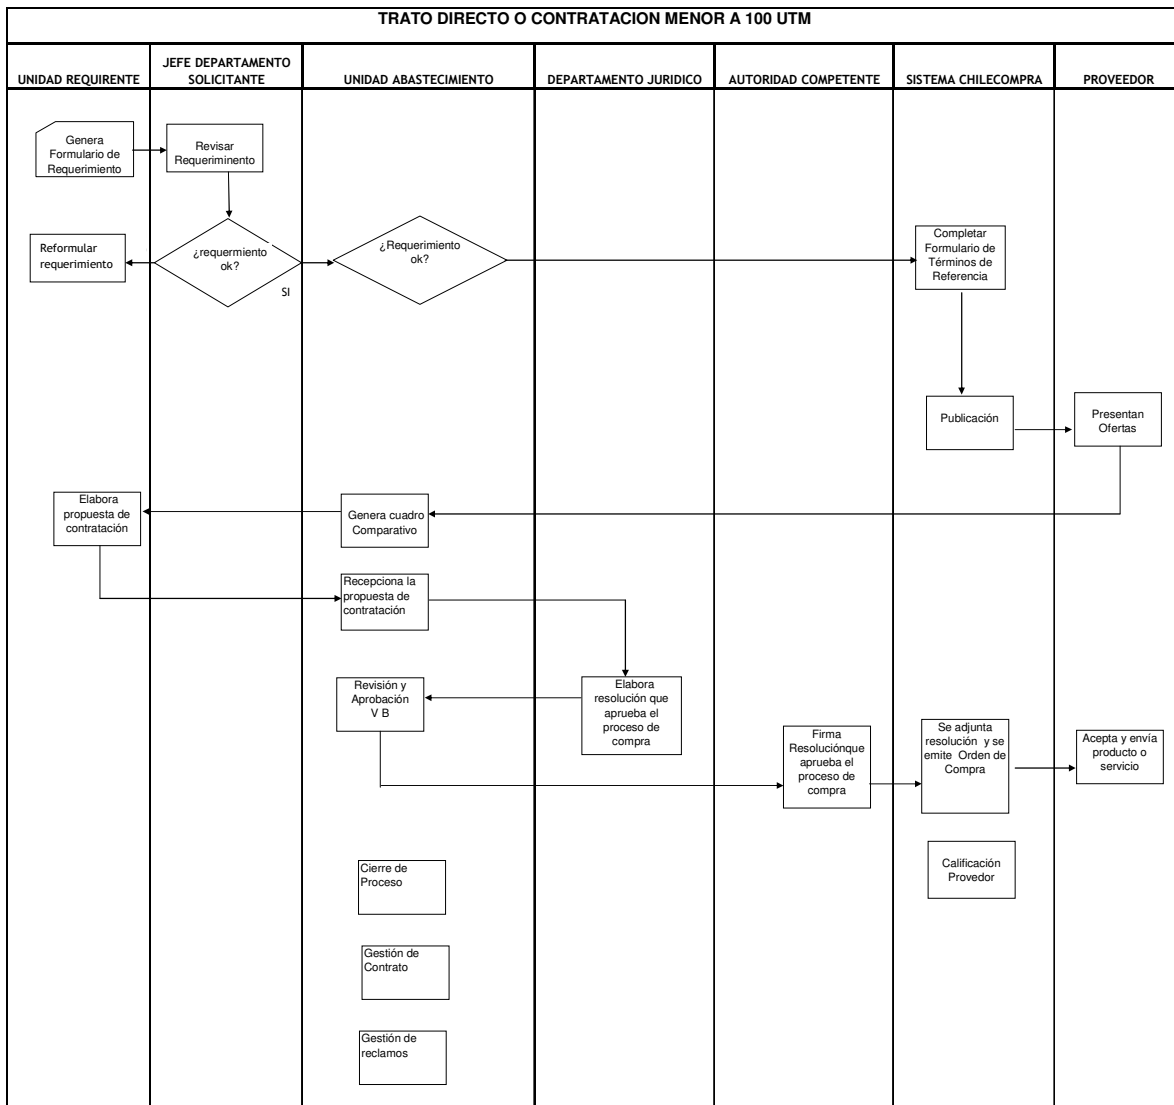 TRATO DIRECTO O CONTRATACION MENOR A 100 UTM
UNIDAD REQUIRENTE
JEFE DEPARTAMENTO
SOLICITANTE
UNIDAD ABASTECIMIENTO
DEPARTAMENTO JURIDICO
AUTORIDAD COMPETENTE
SISTEMA CHILECOMPRA
PROVEEDOR
Genera
Formulario de
Requerimiento
Revisar
Requeriminento
Reformular
requerimiento
¿requermiento
ok?
SI
¿Requerimiento
ok?
Completar
Formulario de
Términos de
Referencia
Publicación
Presentan
Ofertas
Elabora
propuesta de
contratación
Genera cuadro
Comparativo
Recepciona la
propuesta de
contratación
Revisión y
Aprobación
V B
Elabora
resolución que
aprueba el
proceso de
compra
Firma
Resoluciónque
aprueba el
proceso de
compra
Se adjunta
resolución y se
emite Orden de
Compra
Acepta y envía
producto o
servicio
Cierre de
Proceso
Calificación
Provedor
Gestión de
Contrato
Gestión de
reclamos